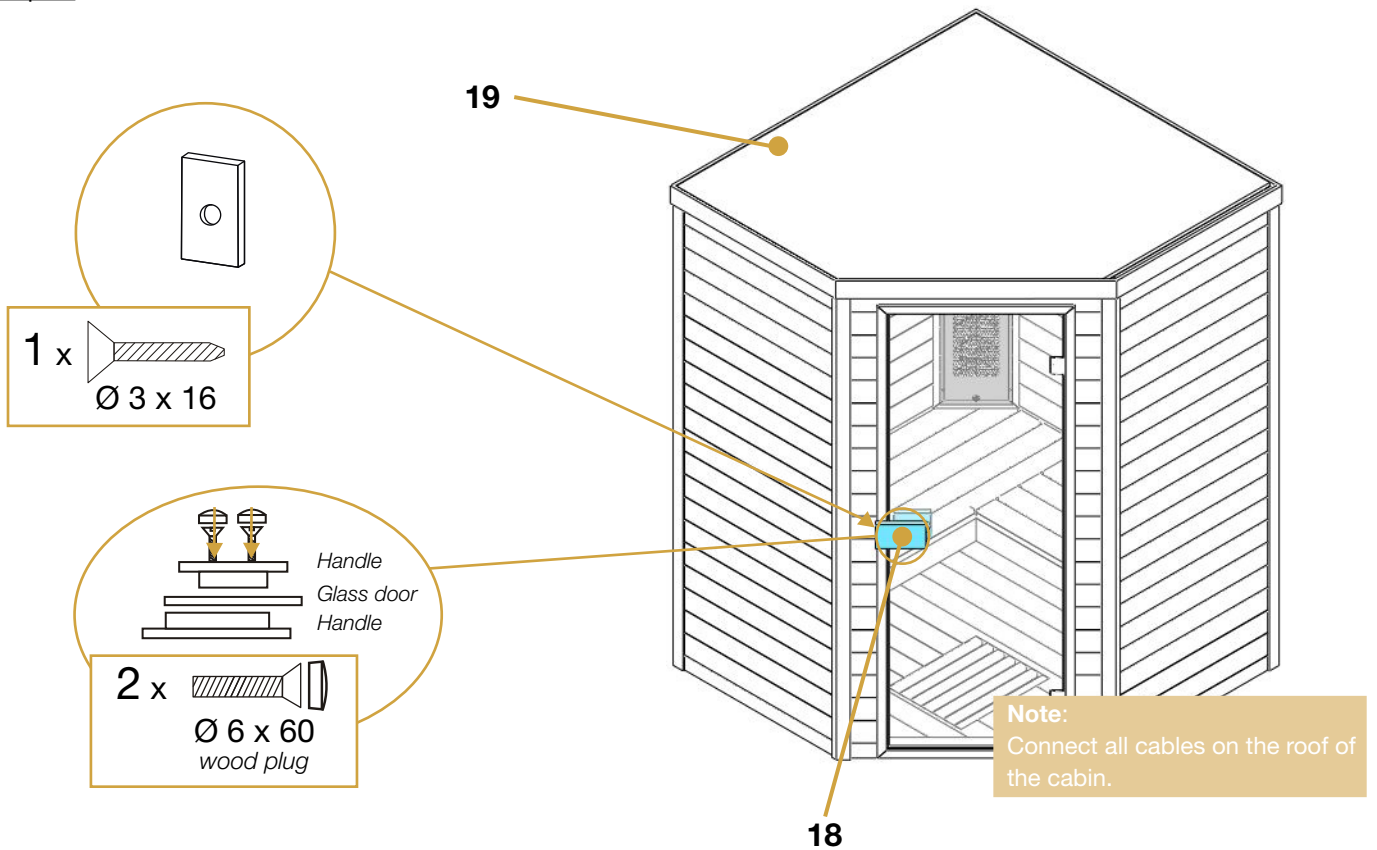 19
1 x
Ø 3 x 16
Handle
Glass door
Handle
2 x
Ø 6 x 60
wood plug
Note:
Connect all cables on the roof of
the cabin.
18